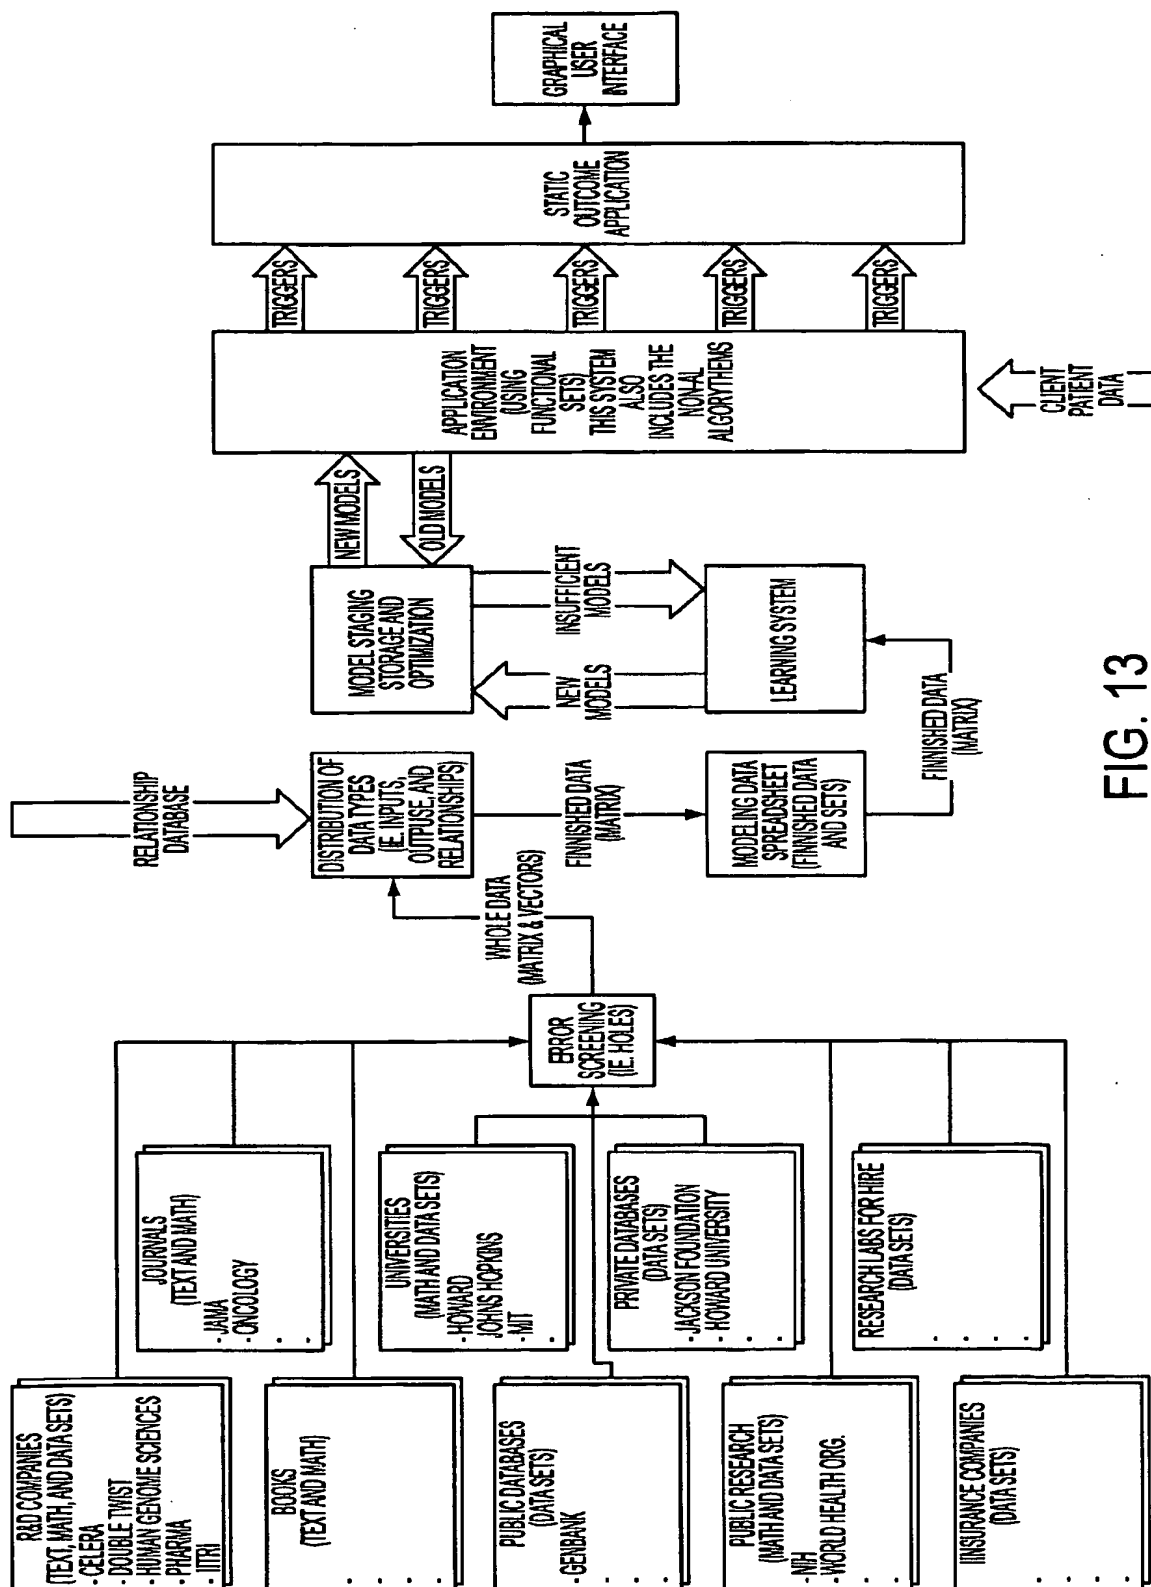 R&D COMPANIES
(TEXT, MATH, AND DATA SETS)
· CELERA
· DOUBLE TWIST
· HUMAN GENOME SCIENCES
· PHARMA
· IITRI
JOURNALS
(TEXT AND MATH)
· JAMA
· ONCOLOGY
BOOKS
(TEXT AND MATH)
UNIVERSITIES
(MATH AND DATA SETS)
· HOWARD
JOHNS HOPKINS
· MIT
PUBLIC DATABASES
(DATA SETS)
· GENBANK
PRIVATE DATABASES
(DATA SETS)
· JACKSON FOUNDATION
HOWARD UNIVERSITY
PUBLIC RESEARCH
(MATH AND DATA SETS)
· NIH
· WORLD HEALTH ORG.
RESEARCH LABS FOR HIRE
(DATA SETS)
IINSURANCE COMPANIES
(DATA SETS)
ERROR
SCREENING
(IE. HOLES)
WHOLE DATA
(MATRIX & VECTORS)
RELATIONSHIP
DATABASE
DISTRIBUTION OF
DATA TYPES
(IE. INPUTS,
OUTPUSE, AND
RELATIONSHIPS)
FINNISHED DATA
(MATRIX)
MODELING DATA
SPREADSHEET
(FINNISHED DATA
AND SETS)
FINNISHED DATA
(MATRIX)
MODEL STAGING
STORAGE AND
OPTIMIZATION
NEW
MODELS
INSUFFICIENT
MODELS
LEARNING SYSTEM
NEW MODELS
OLD MODELS
APPLICATION
ENVIRONMENT
(USING
FUNCTIONAL
SETS)
THIS SYSTEM
ALSO
INCLUDES THE
NON-AL
ALGORYTHEMS
CLIENT
PATIENT
DATA
TRIGGERS
TRIGGERS
TRIGGERS
TRIGGERS
TRIGGERS
STATIC
OUTCOME
APPLICATION
GRAPHICAL
USER
INTERFACE
FIG. 13